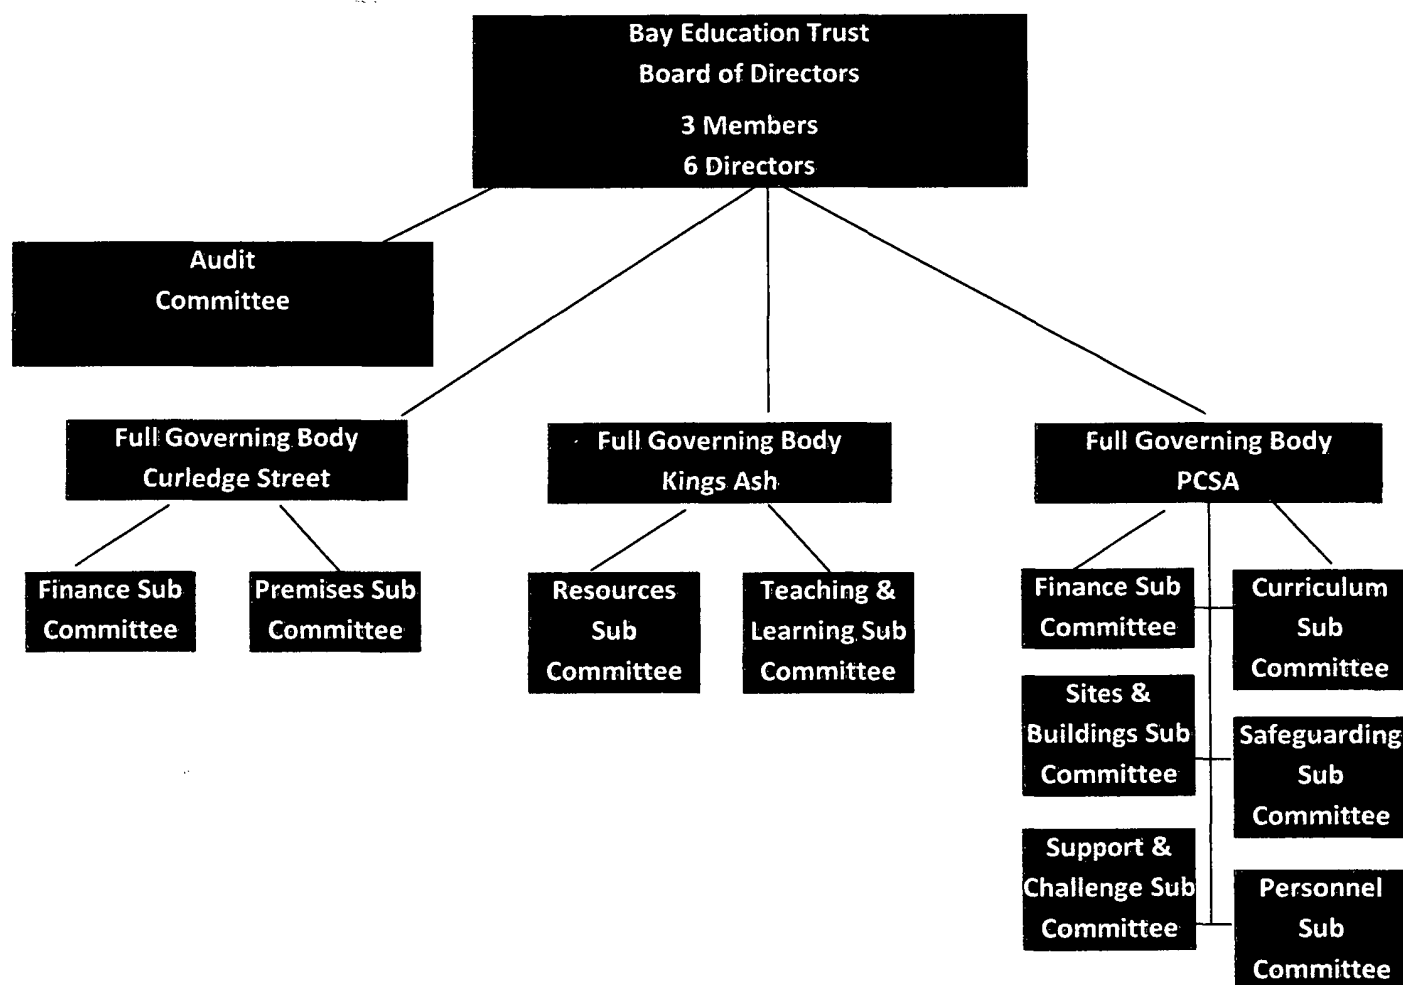 Bay Education Trust
Board of Directors
3 Members
6 Directors
Audit
Committee
Full Governing Body
Curledge Street
Full Governing Body
Kings Ash
Full Governing Body
PCSA
Finance Sub
Committee
Premises Sub
Committee
Resources
Sub
Committee
Teaching &
Learning Sub
Committee
Finance Sub
Committee
Curriculum
Sub
Committee
Sites &
Buildings Sub
Committee
Safeguarding
Sub
Committee
Support &
Challenge Sub
Committee
Personnel
Sub
Committee